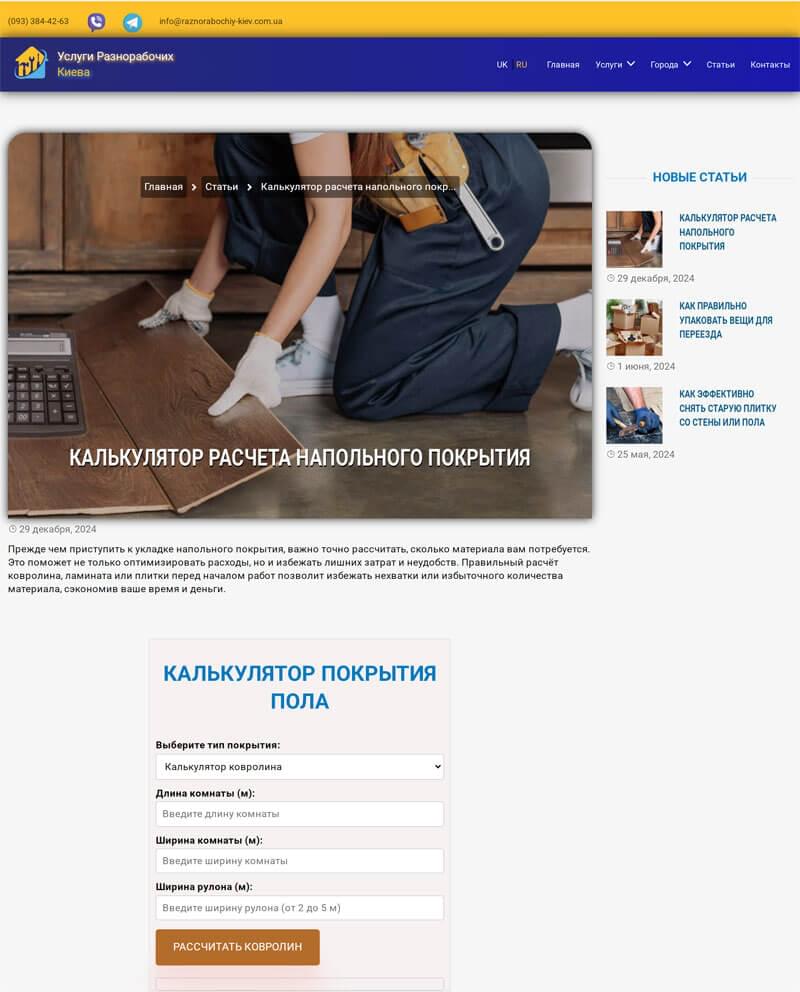 (093) 384-42-63 info@raznorabochiy-kiev.com.ua
Услуги Разнорабочих
Киева
UK RU Главная Услуги Города Статьи Контакты
Главная Статьи Калькулятор расчета напольного покр...
КАЛЬКУЛЯТОР РАСЧЕТА НАПОЛЬНОГО ПОКРЫТИЯ
29 декабря, 2024
Прежде чем приступить к укладке напольного покрытия, важно точно рассчитать, сколько материала вам потребуется.
Это поможет не только оптимизировать расходы, но и избежать лишних затрат и неудобств. Правильный расчёт
ковролина, ламината или плитки перед началом работ позволит избежать нехватки или избыточного количества
материала, сэкономив ваше время и деньги.
КАЛЬКУЛЯТОР ПОКРЫТИЯ
ПОЛА
Выберите тип покрытия:
Калькулятор ковролина
Длина комнаты (м):
Введите длину комнаты
Ширина комнаты (м):
Введите ширину комнаты
Ширина рулона (м):
Введите ширину рулона (от 2 до 5 м)
РАССЧИТАТЬ КОВРОЛИН
НОВЫЕ СТАТЬИ
КАЛЬКУЛЯТОР РАСЧЕТА
НАПОЛЬНОГО
ПОКРЫТИЯ
29 декабря, 2024
КАК ПРАВИЛЬНО
УПАКОВАТЬ ВЕЩИ ДЛЯ
ПЕРЕЕЗДА
1 июня, 2024
КАК ЭФФЕКТИВНО
СНЯТЬ СТАРУЮ ПЛИТКУ
СО СТЕНЫ ИЛИ ПОЛА
25 мая, 2024